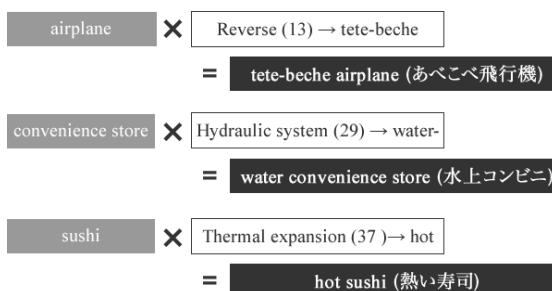 airplane × Reverse (13) → tete-beche
= tete-beche airplane (あべこべ飛行機)
convenience store × Hydraulic system (29) → water-
= water convenience store (水上コンビニ)
sushi × Thermal expansion (37 )→ hot
= hot sushi (熱い寿司)